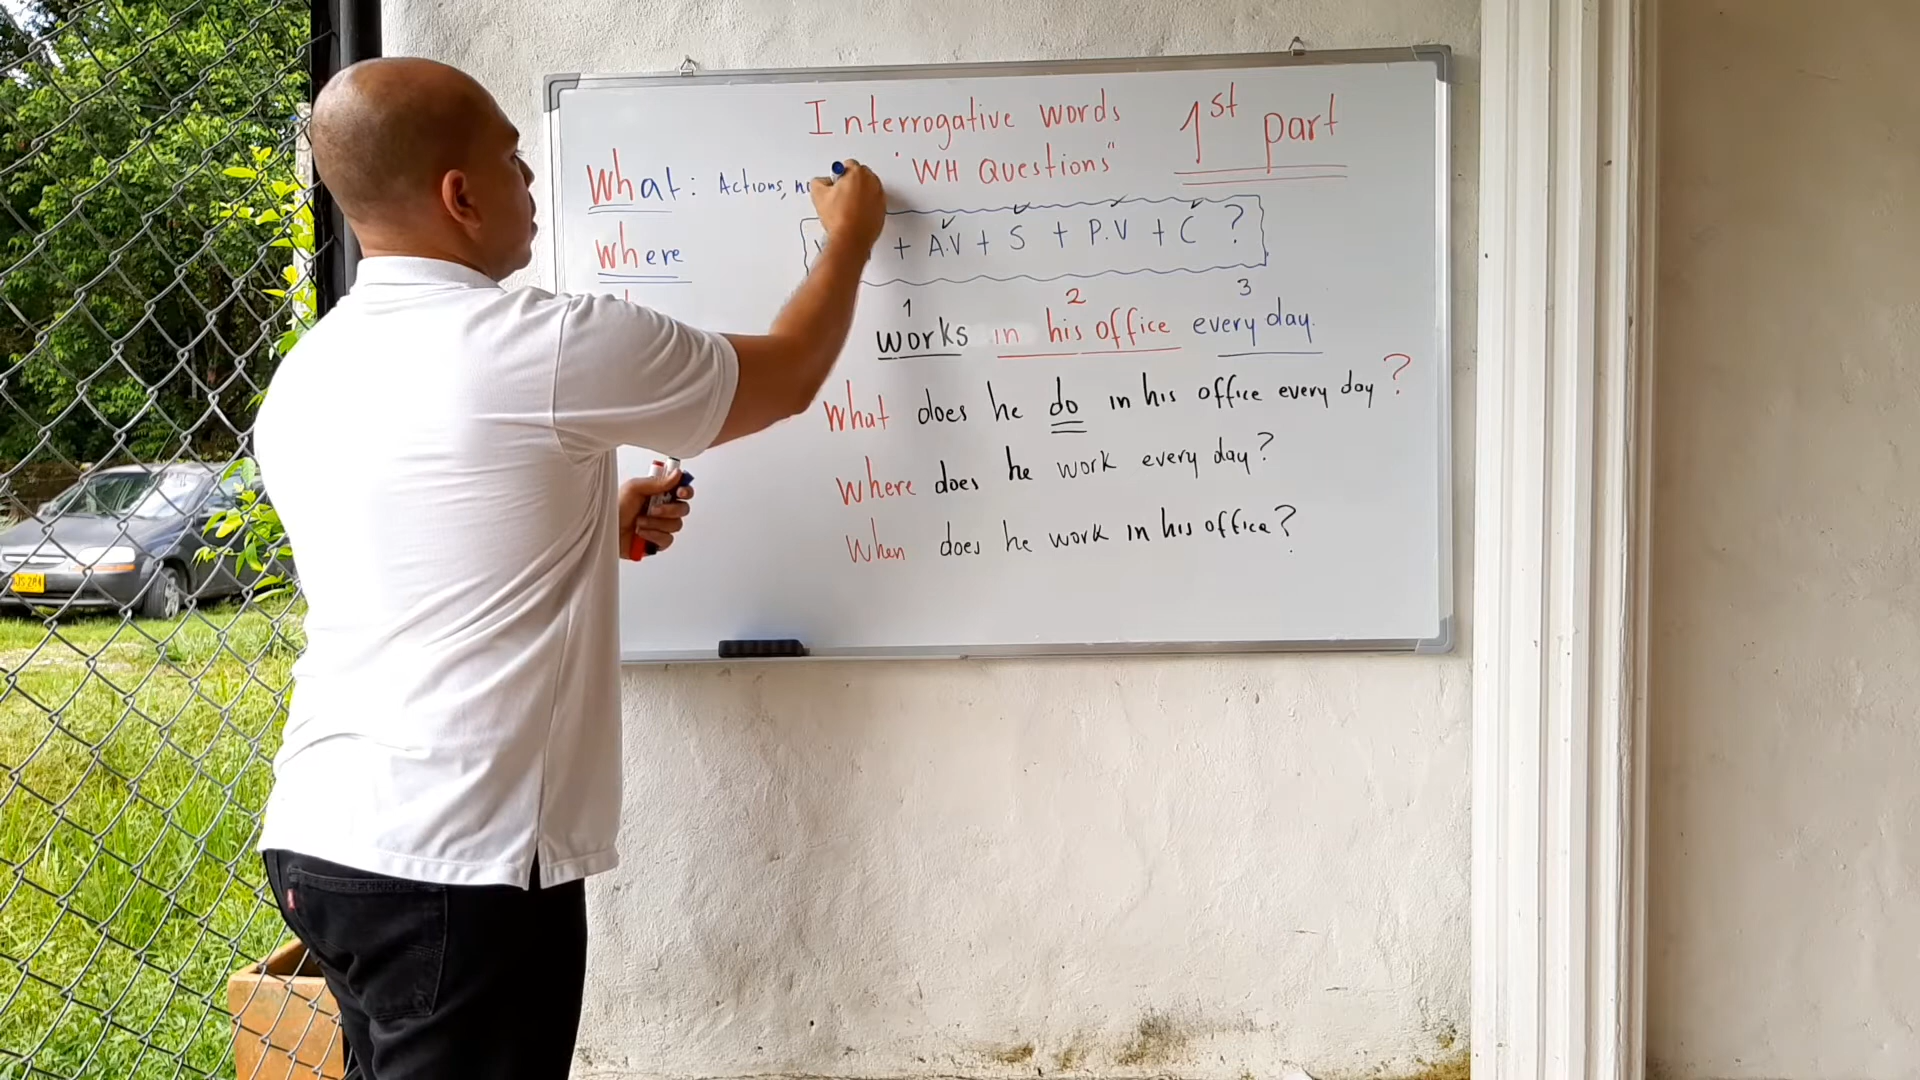 Interrogative words 1st part
"WH Questions"
What: Actions,
Where
+ A.V + S + P.V + C ?
1 2 3
works in his office every day.
What does he do in his office every day?
Where does he work every day?
When does he work in his office?